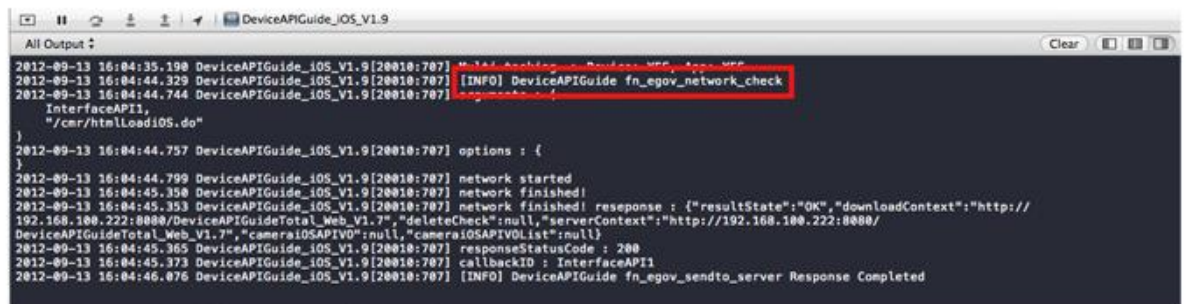 DeviceAPIGuide_iOS_V1.9
All Output
Clear
2012-09-13 16:04:35.190 DeviceAPIGuide_iOS_V1.9[20010:707] Multi-tasking : Device: YES, App: YES
2012-09-13 16:04:44.329 DeviceAPIGuide_iOS_V1.9[20010:707] [INFO] DeviceAPIGuide fn_egov_network_check
2012-09-13 16:04:44.744 DeviceAPIGuide_iOS_V1.9[20010:707] arguments : {
InterfaceAPI1,
"/cmr/htmlLoadiOS.do"
)
2012-09-13 16:04:44.757 DeviceAPIGuide_iOS_V1.9[20010:707] options : {
}
2012-09-13 16:04:44.799 DeviceAPIGuide_iOS_V1.9[20010:707] network started
2012-09-13 16:04:45.350 DeviceAPIGuide_iOS_V1.9[20010:707] network finished!
2012-09-13 16:04:45.353 DeviceAPIGuide_iOS_V1.9[20010:707] network finished! reseponse : {"resultState":"OK","downloadContext":"http://
192.168.100.222:8080/DeviceAPIGuideTotal_Web_V1.7","deleteCheck":null,"serverContext":"http://192.168.100.222:8080/
DeviceAPIGuideTotal_Web_V1.7","cameraiOSAPIVO":null,"cameraiOSAPIVOList":null}
2012-09-13 16:04:45.365 DeviceAPIGuide_iOS_V1.9[20010:707] responseStatusCode : 200
2012-09-13 16:04:45.373 DeviceAPIGuide_iOS_V1.9[20010:707] callbackID : InterfaceAPI1
2012-09-13 16:04:46.076 DeviceAPIGuide_iOS_V1.9[20010:707] [INFO] DeviceAPIGuide fn_egov_sendto_server Response Completed